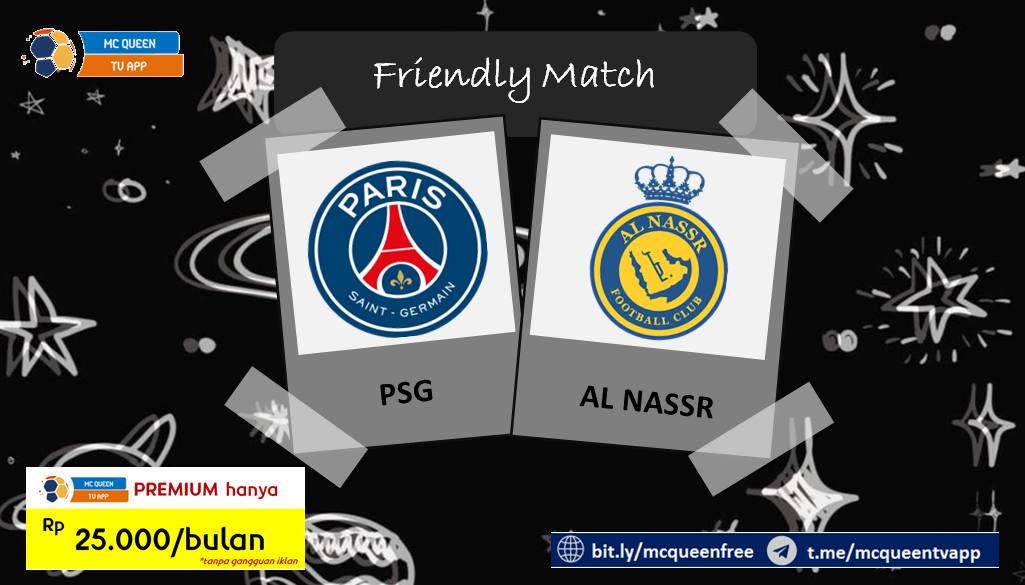 MC QUEEN
TV APP
Friendly Match
PARIS
SAINT - GERMAIN
AL NASSR
FOOTBALL CLUB
PSG
AL NASSR
MC QUEEN
TV APP
PREMIUM hanya
Rp 25.000/bulan
*tanpa gangguan iklan
bit.ly/mcqueenfree
t.me/mcqueentvapp